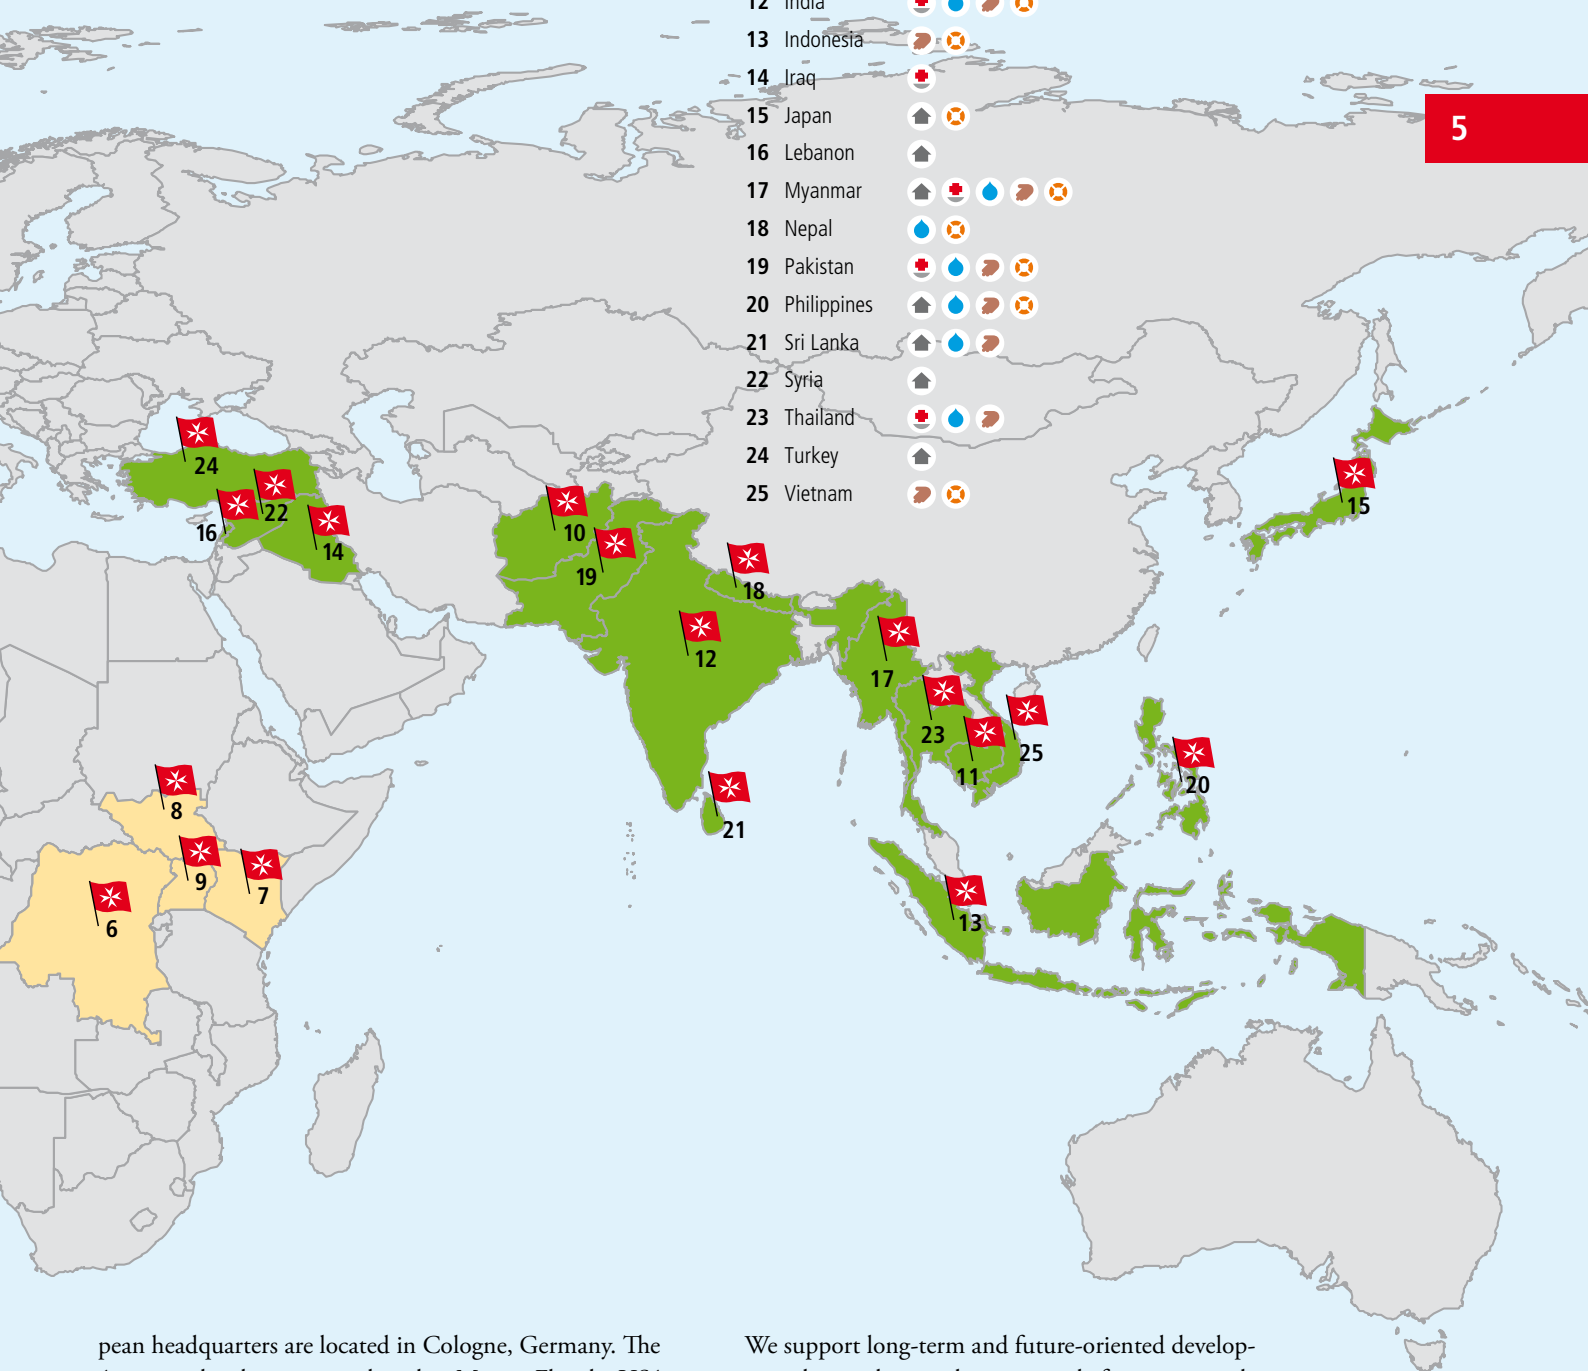 12 India
13 Indonesia
14 Iraq
15 Japan
16 Lebanon
17 Myanmar
18 Nepal
19 Pakistan
20 Philippines
21 Sri Lanka
22 Syria
23 Thailand
24 Turkey
25 Vietnam
5
24
22
16
14
10
19
18
12
17
23
25
11
15
20
21
8
9
7
6
13
pean headquarters are located in Cologne, Germany. The
We support long-term and future-oriented develop-